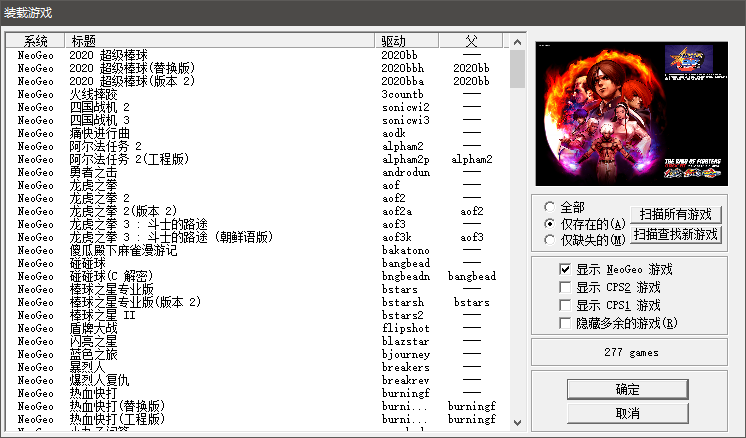 装载游戏
系统 标题 驱动 父
NeoGeo 2020 超级棒球 2020bb ——
NeoGeo 2020 超级棒球(替换版) 2020bbh 2020bb
NeoGeo 2020 超级棒球(版本 2) 2020bba 2020bb
NeoGeo 火线摔跤 3countb ——
NeoGeo 四国战机 2 sonicwi2 ——
NeoGeo 四国战机 3 sonicwi3 ——
NeoGeo 痛快进行曲 aodk ——
NeoGeo 阿尔法任务 2 alpham2 ——
NeoGeo 阿尔法任务 2(工程版) alpham2p alpham2
NeoGeo 勇者之击 androdun ——
NeoGeo 龙虎之拳 aof ——
NeoGeo 龙虎之拳 2 aof2 ——
NeoGeo 龙虎之拳 2(版本 2) aof2a aof2
NeoGeo 龙虎之拳 3 : 斗士的路途 aof3 ——
NeoGeo 龙虎之拳 3 : 斗士的路途 (朝鲜语版) aof3k aof3
NeoGeo 傻瓜殿下麻雀漫游记 bakatono ——
NeoGeo 碰碰球 bangbead ——
NeoGeo 碰碰球(C 解密) bngbeadn bangbead
NeoGeo 棒球之星专业版 bstars ——
NeoGeo 棒球之星专业版(版本 2) bstarsh bstars
NeoGeo 棒球之星 II bstars2 ——
NeoGeo 盾牌大战 flipshot ——
NeoGeo 闪亮之星 blazstar ——
NeoGeo 蓝色之旅 bjourney ——
NeoGeo 暴烈人 breakers ——
NeoGeo 爆烈人复仇 breakrev ——
NeoGeo 热血快打 burningf ——
NeoGeo 热血快打(替换版) burni... burningf
NeoGeo 热血快打(工程版) burni... burningf
THE KING OF FIGHTERS
全部
仅存在的(A)
仅缺失的(M)
扫描所有游戏
扫描查找新游戏
显示 NeoGeo 游戏
显示 CPS2 游戏
显示 CPS1 游戏
隐藏多余的游戏(R)
277 games
确定
取消